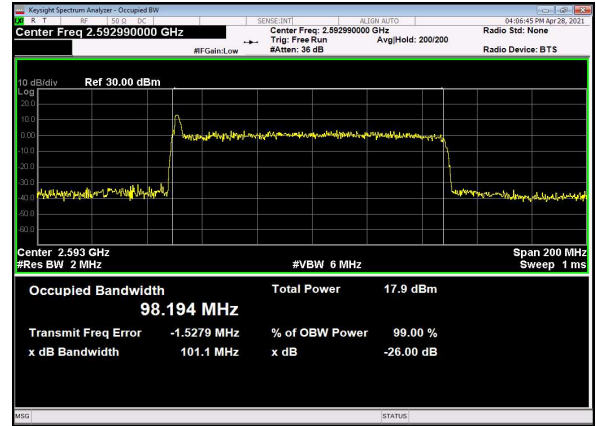 Keysight Spectrum Analyzer - Occupied BW
R T RF 50 Ω DC SENSE:INT ALIGN AUTO 04:06:45 PM Apr 28, 2021
Center Freq 2.592990000 GHz Center Freq: 2.592990000 GHz Radio Std: None
Trig: Free Run Avg|Hold: 200/200
#IFGain:Low #Atten: 36 dB Radio Device: BTS
10 dB/div Ref 30.00 dBm
Log
20.0
10.0
0.00
-10.0
-20.0
-30.0
-40.0
-50.0
-60.0
Center 2.593 GHz Span 200 MHz
#Res BW 2 MHz #VBW 6 MHz Sweep 1 ms
Occupied Bandwidth Total Power 17.9 dBm
98.194 MHz
Transmit Freq Error -1.5279 MHz % of OBW Power 99.00 %
x dB Bandwidth 101.1 MHz x dB -26.00 dB
MSG STATUS